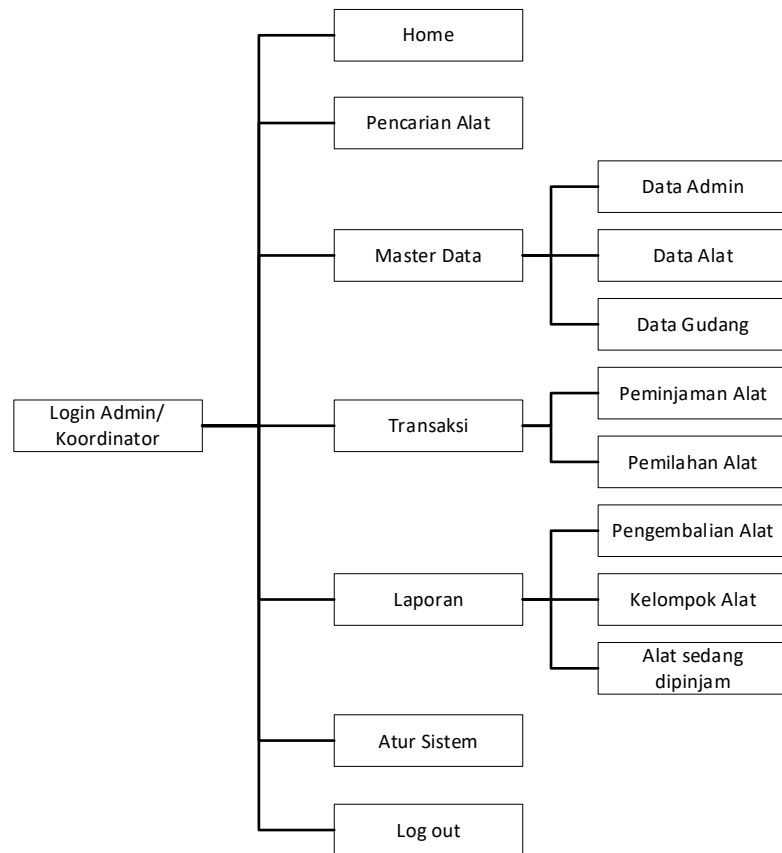 Home
Pencarian Alat
Data Admin
Master Data
Data Alat
Data Gudang
Login Admin/
Koordinator
Transaksi
Peminjaman Alat
Pemilahan Alat
Pengembalian Alat
Laporan
Kelompok Alat
Alat sedang
dipinjam
Atur Sistem
Log out